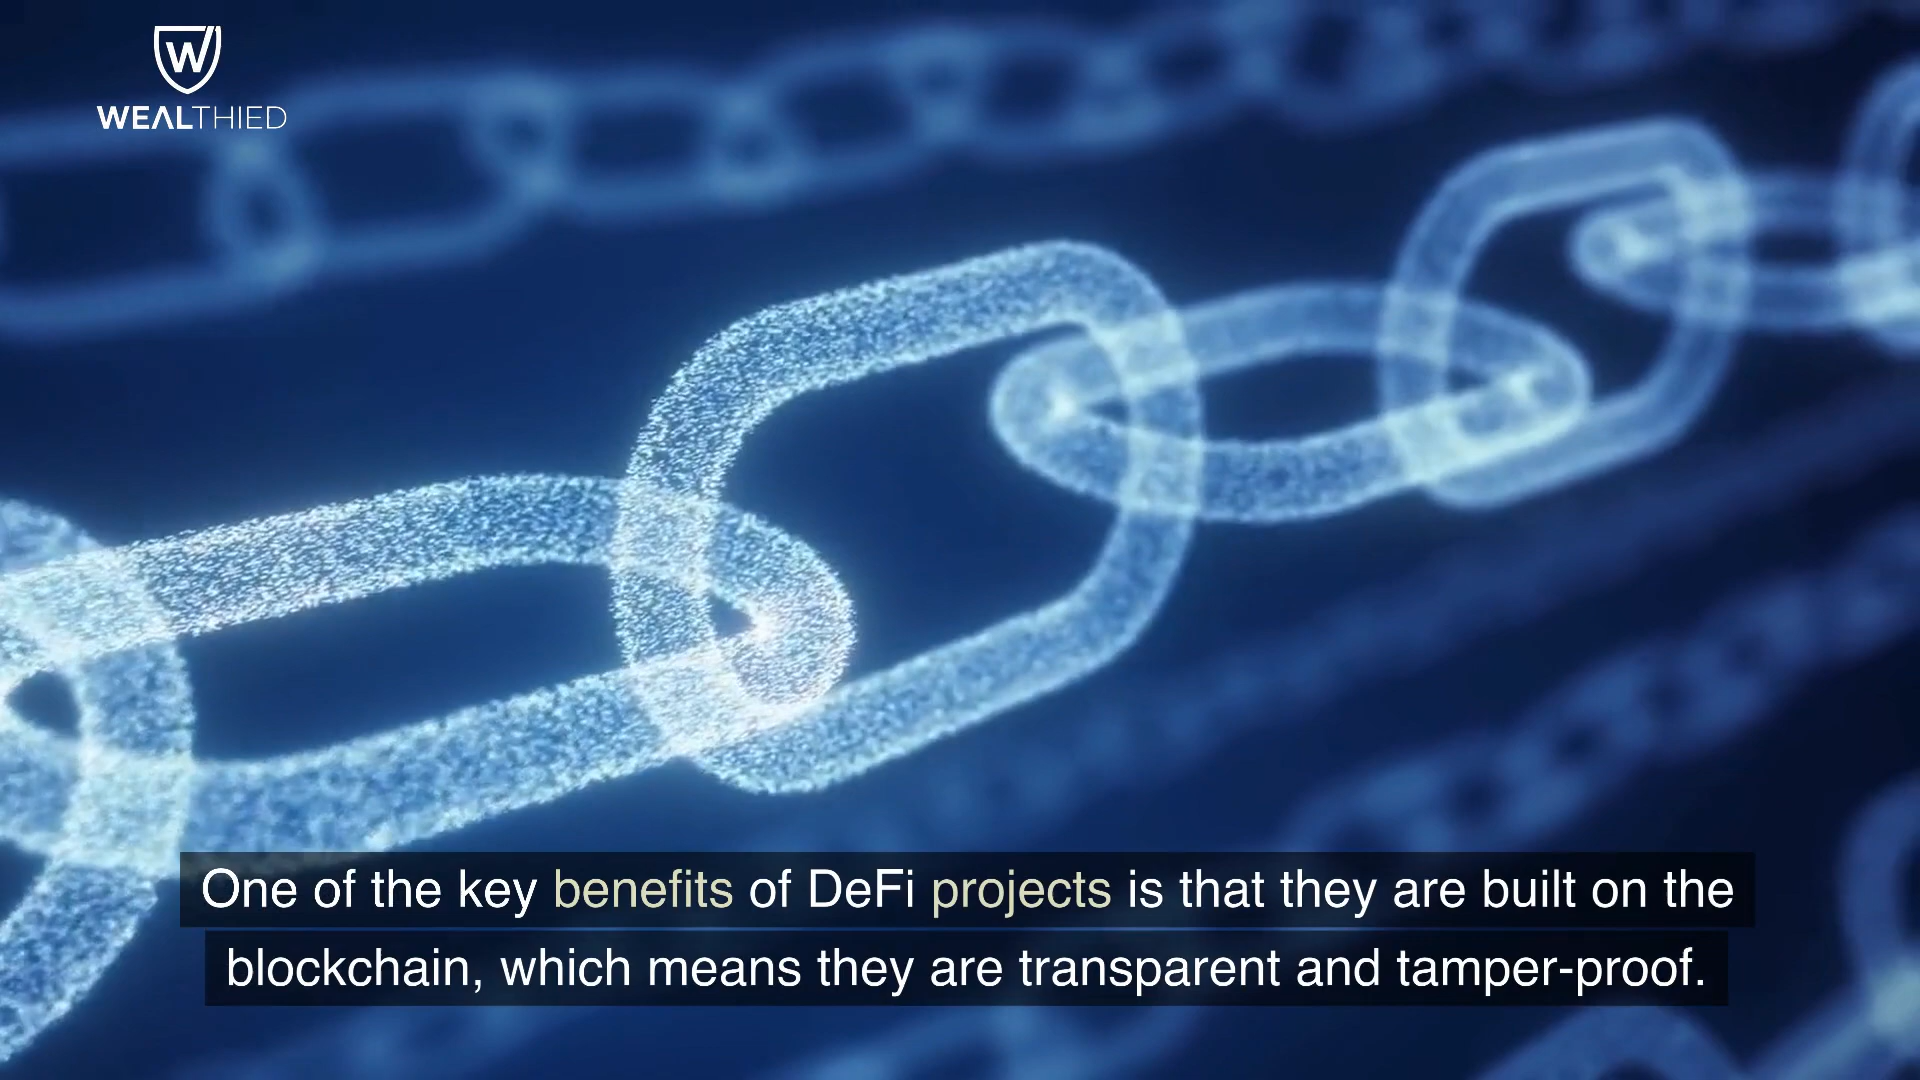 W
WEALTHIED
One of the key benefits of DeFi projects is that they are built on the
blockchain, which means they are transparent and tamper-proof.